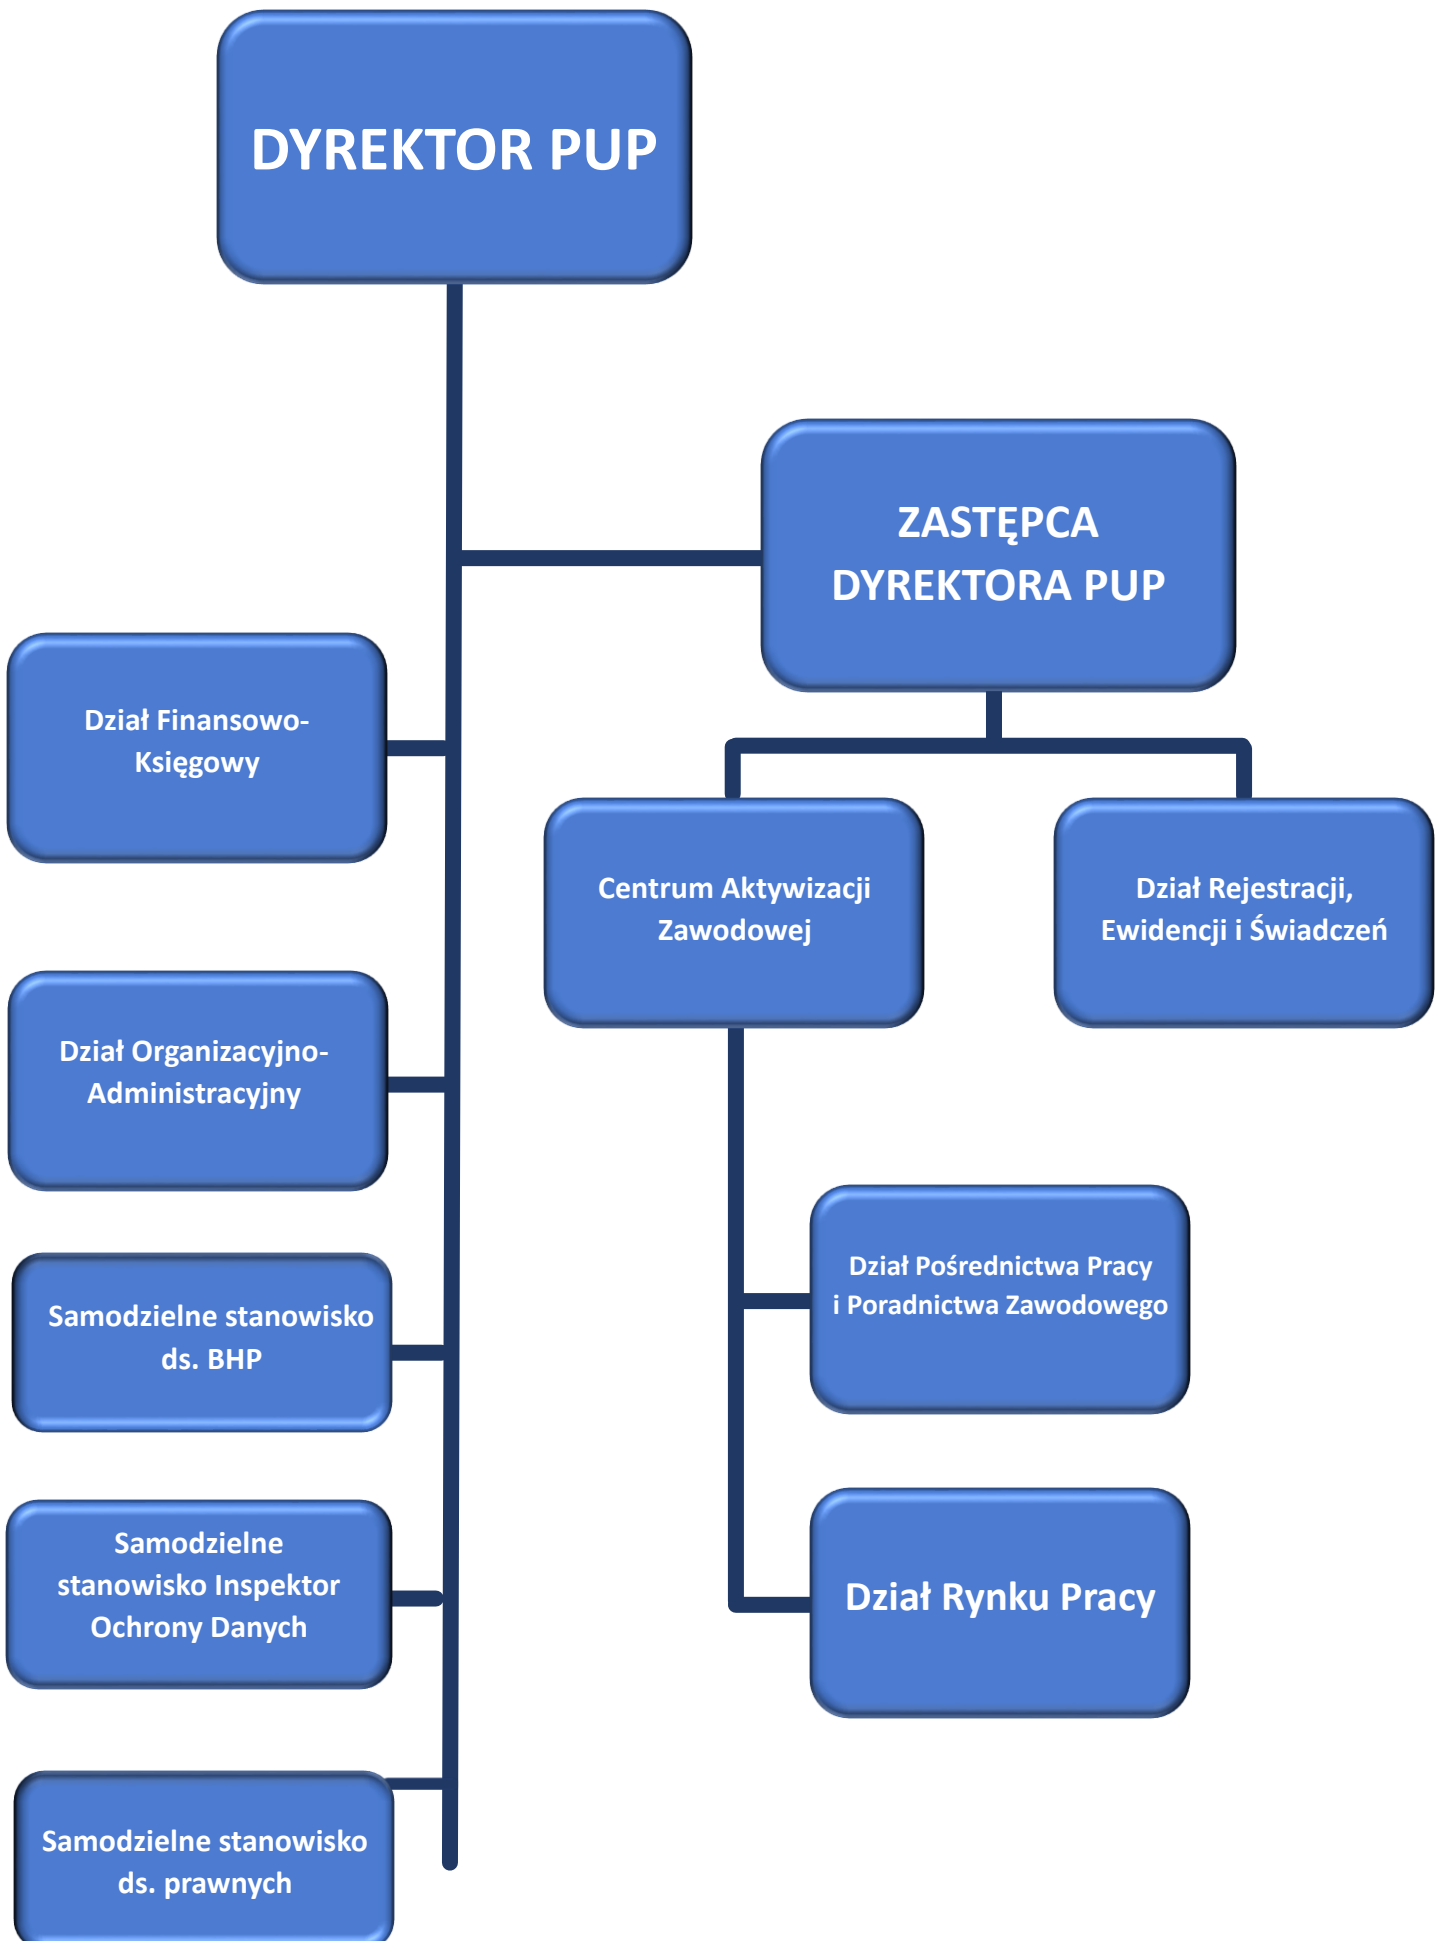 DYREKTOR PUP
ZASTĘPCA
DYREKTORA PUP
Dział Finansowo-
Księgowy
Centrum Aktywizacji
Zawodowej
Dział Rejestracji,
Ewidencji i Świadczeń
Dział Organizacyjno-
Administracyjny
Dział Pośrednictwa Pracy
i Poradnictwa Zawodowego
Samodzielne stanowisko
ds. BHP
Samodzielne
stanowisko Inspektor
Ochrony Danych
Dział Rynku Pracy
Samodzielne stanowisko
ds. prawnych